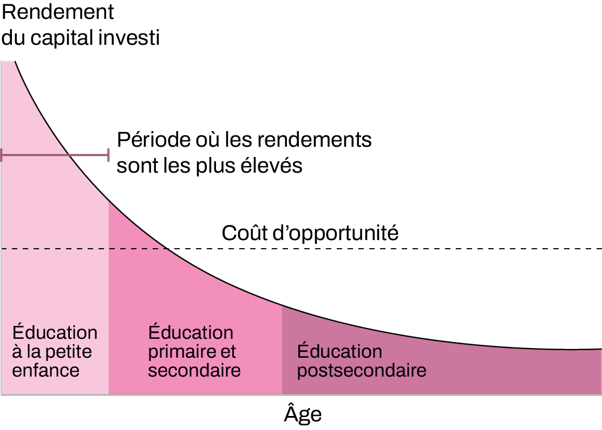 Rendement
du capital investi
Période où les rendements
sont les plus élevés
Coût d’opportunité
Éducation
à la petite
enfance
Éducation
primaire et
secondaire
Éducation
postsecondaire
Âge